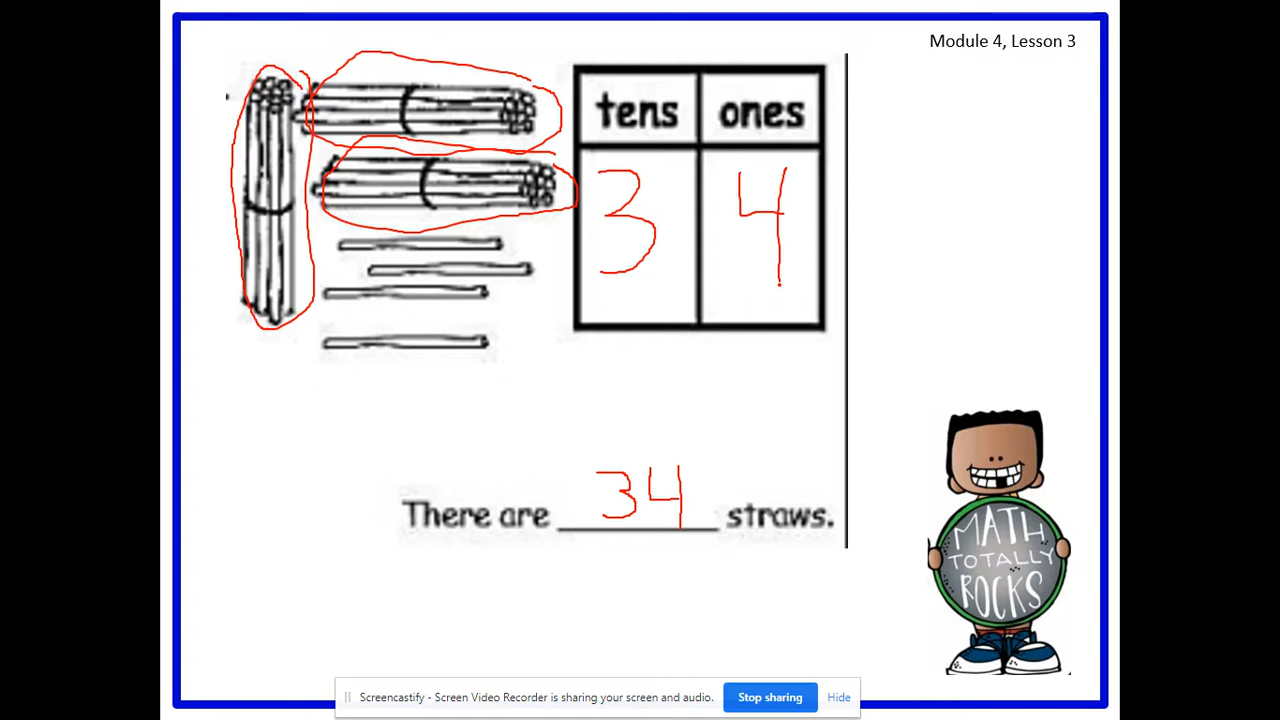 Module 4, Lesson 3
tens ones
3 4
There are 34 straws.
MATH
TOTALLY
ROCKS
Screencastify - Screen Video Recorder is sharing your screen and audio. Stop sharing Hide